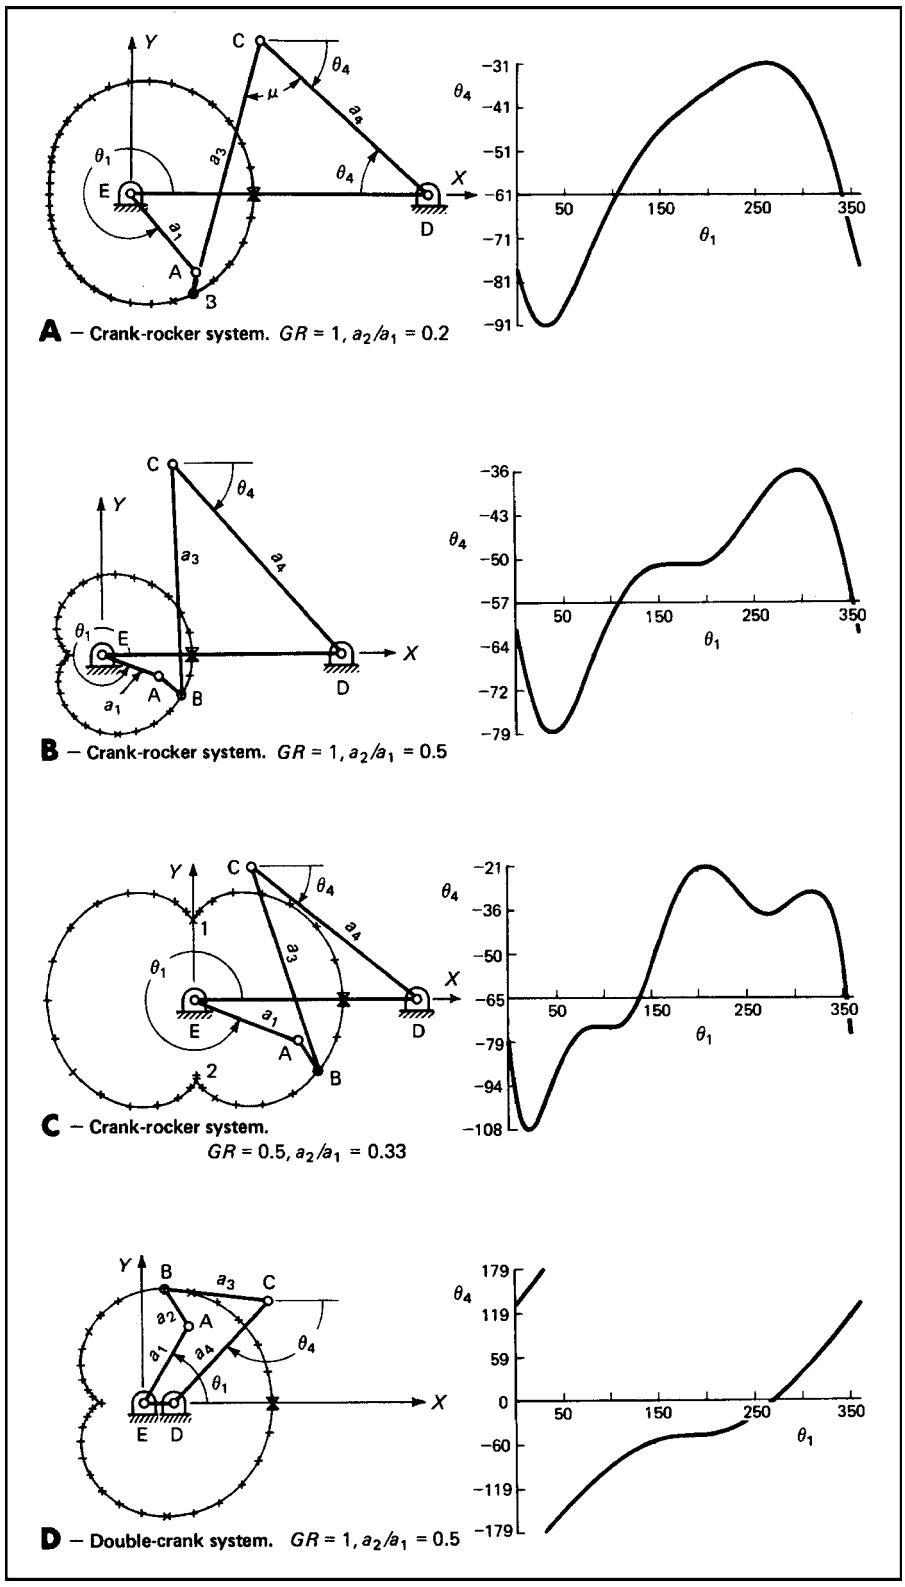 Y
C
θ4
μ
a4
a3
θ1
θ4
X
E
a1
D
A
B
A – Crank-rocker system. GR = 1, a2/a1 = 0.2
θ4
−31
−41
−51
−61
−71
−81
−91
50
150
250
350
θ1
C
θ4
Y
a3
a4
θ1
E
X
D
A
B
a1
B – Crank-rocker system. GR = 1, a2/a1 = 0.5
−36
−43
θ4
−50
−57
−64
−72
−79
50
150
250
350
θ1
Y
C
θ4
1
a4
a3
θ1
X
a1
E
D
A
2
B
C – Crank-rocker system.
GR = 0.5, a2/a1 = 0.33
−21
θ4
−36
−50
−65
−79
−94
−108
50
150
250
350
θ1
Y
B
a3
C
a2
A
a1
a4
θ4
θ1
X
E
D
D – Double-crank system. GR = 1, a2/a1 = 0.5
179
θ4
119
59
0
−60
−119
−179
50
150
250
350
θ1